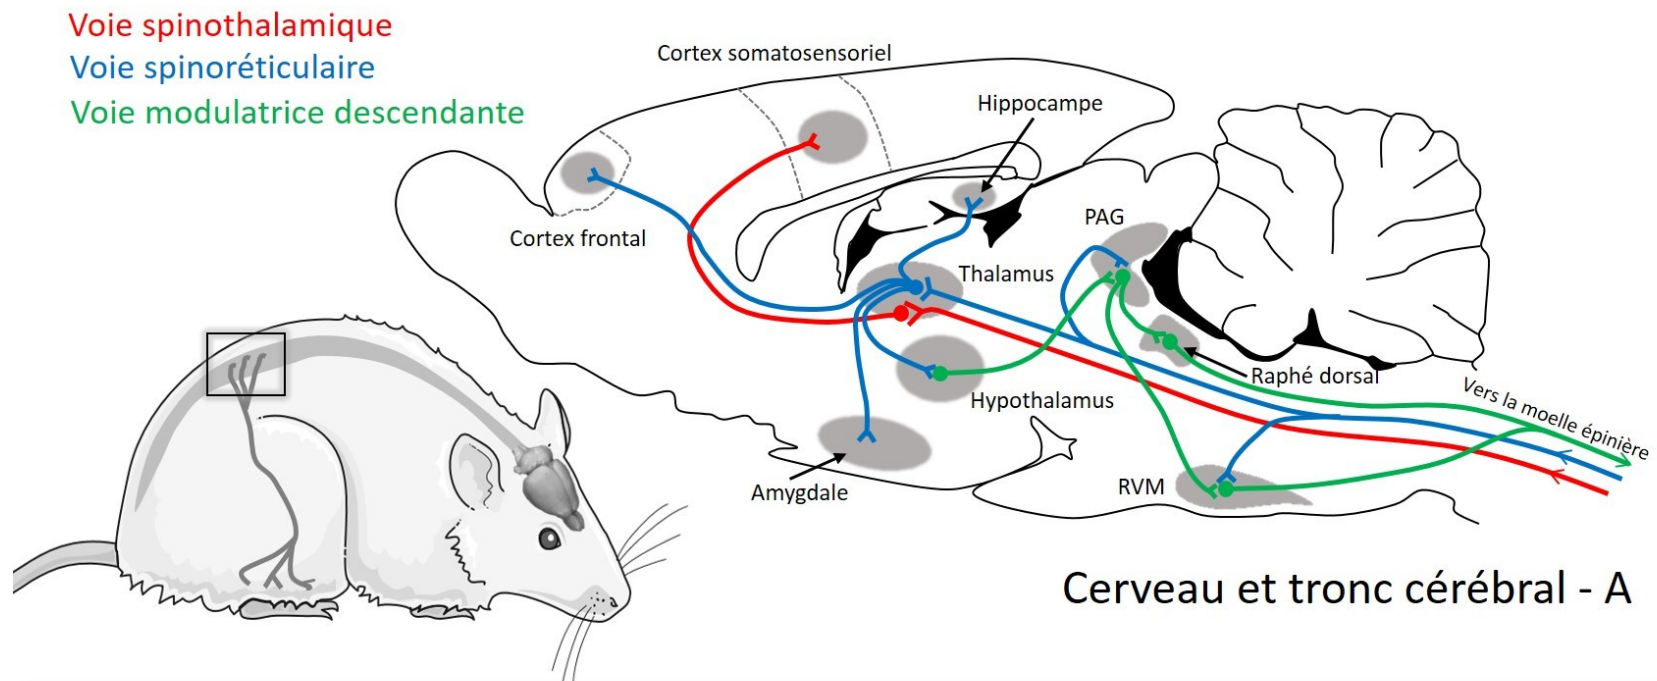 Voie spinothalamique
Voie spinoréticulaire
Voie modulatrice descendante
Cortex somatosensoriel
Hippocampe
Cortex frontal
PAG
Thalamus
Raphé dorsal
Hypothalamus
Vers la moelle épinière
Amygdale
RVM
Cerveau et tronc cérébral - A